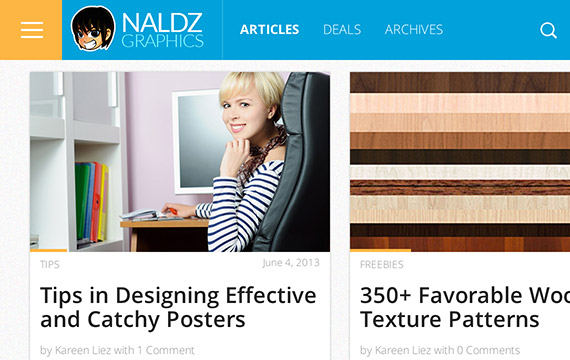 NALDZ
GRAPHICS
ARTICLES DEALS ARCHIVES
TIPS
June 4, 2013
Tips in Designing Effective
and Catchy Posters
by Kareen Liez with 1 Comment
FREEBIES
350+ Favorable Woo
Texture Patterns
by Kareen Liez with 0 Comments